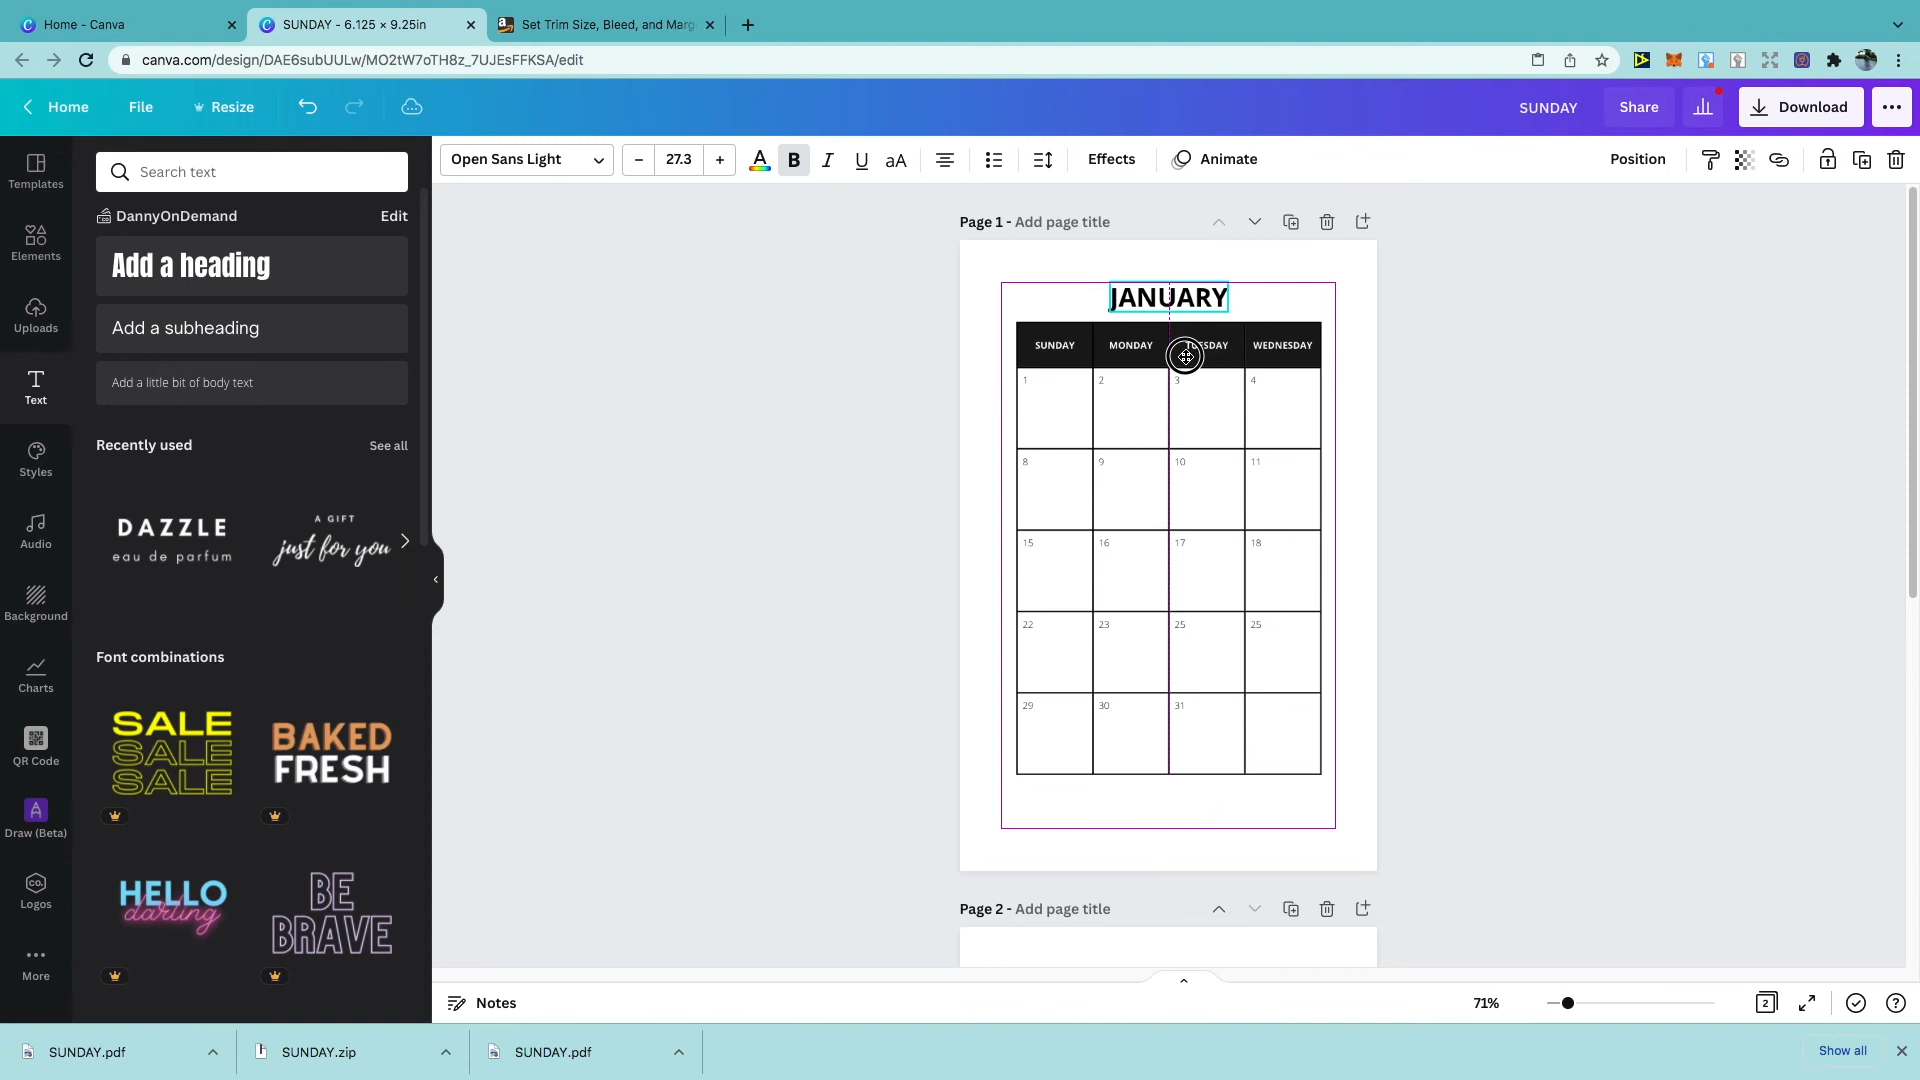 Home - Canva
SUNDAY - 6.125 × 9.25in
Set Trim Size, Bleed, and Marg
canva.com/design/DAE6subUULw/MO2tW7oTH8z_7UJEsFFKSA/edit
Home
File
Resize
SUNDAY
Share
Download
Templates
Elements
Uploads
Text
Styles
Audio
Background
Charts
QR Code
Draw (Beta)
CO.
Logos
More
Search text
DannyOnDemand
Edit
Add a heading
Add a subheading
Add a little bit of body text
Recently used
See all
DAZZLE
eau de parfum
A GIFT
just for you
Font combinations
SALE
SALE
SALE
BAKED
FRESH
HELLO
darling
BE
BRAVE
Open Sans Light
– 27.3 +
A B I U aA
Effects
Animate
Position
Page 1 - Add page title
JANUARY
SUNDAY MONDAY TUESDAY WEDNESDAY
1 2 3 4
8 9 10 11
15 16 17 18
22 23 25 25
29 30 31
Page 2 - Add page title
Notes
71%
2
SUNDAY.pdf
SUNDAY.zip
SUNDAY.pdf
Show all